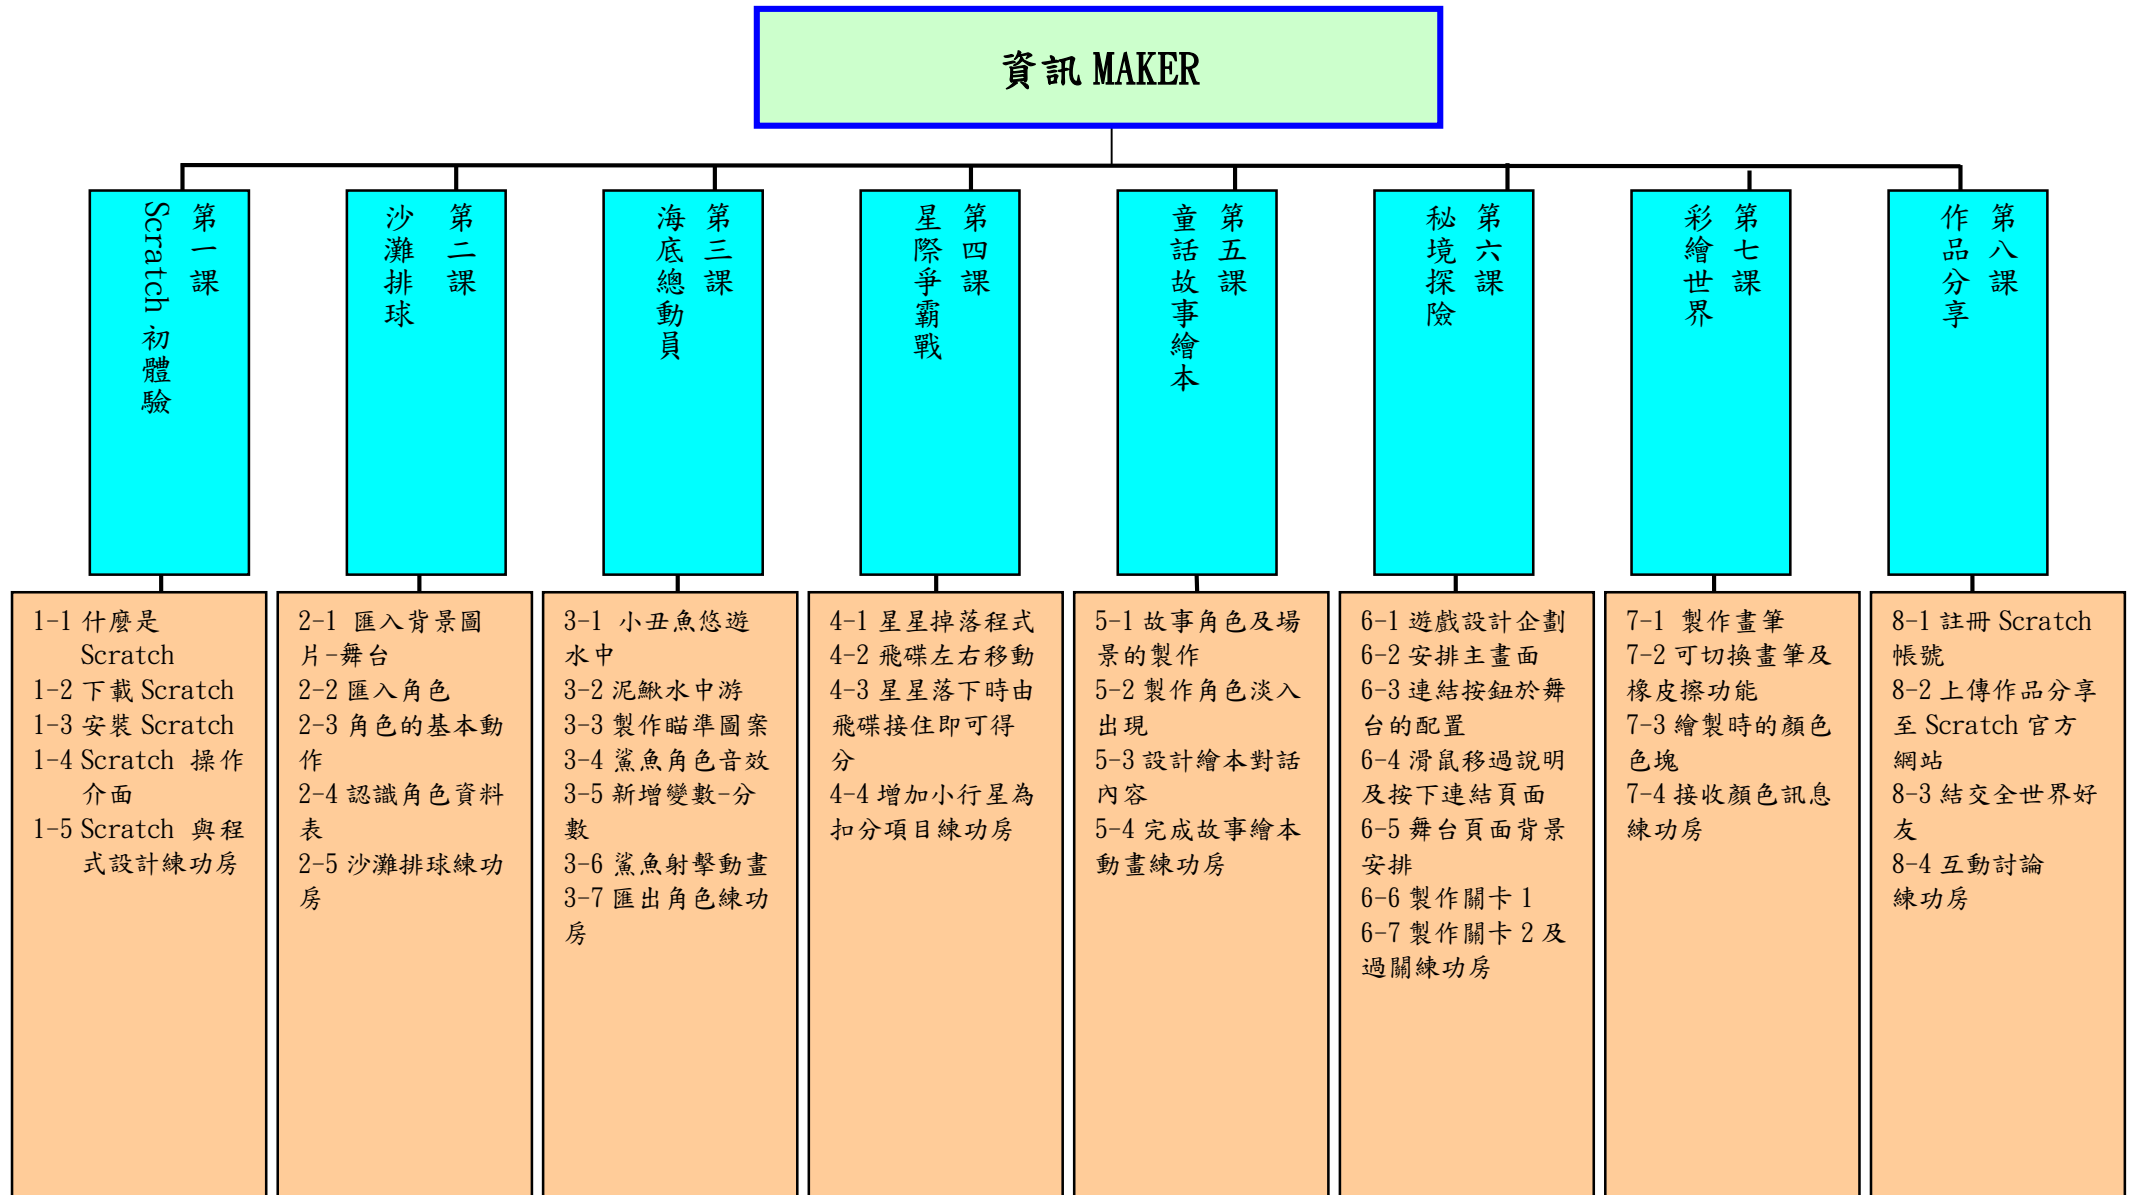 資訊 MAKER
第一課
Scratch 初體驗
第二課
沙灘排球
第三課
海底總動員
第四課
星際爭霸戰
第五課
童話故事繪本
第六課
秘境探險
第七課
彩繪世界
第八課
作品分享
1-1 什麼是
Scratch
1-2 下載 Scratch
1-3 安裝 Scratch
1-4 Scratch 操作
介面
1-5 Scratch 與程
式設計練功房
2-1 匯入背景圖
片-舞台
2-2 匯入角色
2-3 角色的基本動
作
2-4 認識角色資料
表
2-5 沙灘排球練功
房
3-1 小丑魚悠遊
水中
3-2 泥鰍水中游
3-3 製作瞄準圖案
3-4 鯊魚角色音效
3-5 新增變數-分
數
3-6 鯊魚射擊動畫
3-7 匯出角色練功
房
4-1 星星掉落程式
4-2 飛碟左右移動
4-3 星星落下時由
飛碟接住即可得
分
4-4 增加小行星為
扣分項目練功房
5-1 故事角色及場
景的製作
5-2 製作角色淡入
出現
5-3 設計繪本對話
內容
5-4 完成故事繪本
動畫練功房
6-1 遊戲設計企劃
6-2 安排主畫面
6-3 連結按鈕於舞
台的配置
6-4 滑鼠移過說明
及按下連結頁面
6-5 舞台頁面背景
安排
6-6 製作關卡 1
6-7 製作關卡 2 及
過關練功房
7-1 製作畫筆
7-2 可切換畫筆及
橡皮擦功能
7-3 繪製時的顏色
色塊
7-4 接收顏色訊息
練功房
8-1 註冊 Scratch
帳號
8-2 上傳作品分享
至 Scratch 官方
網站
8-3 結交全世界好
友
8-4 互動討論
練功房